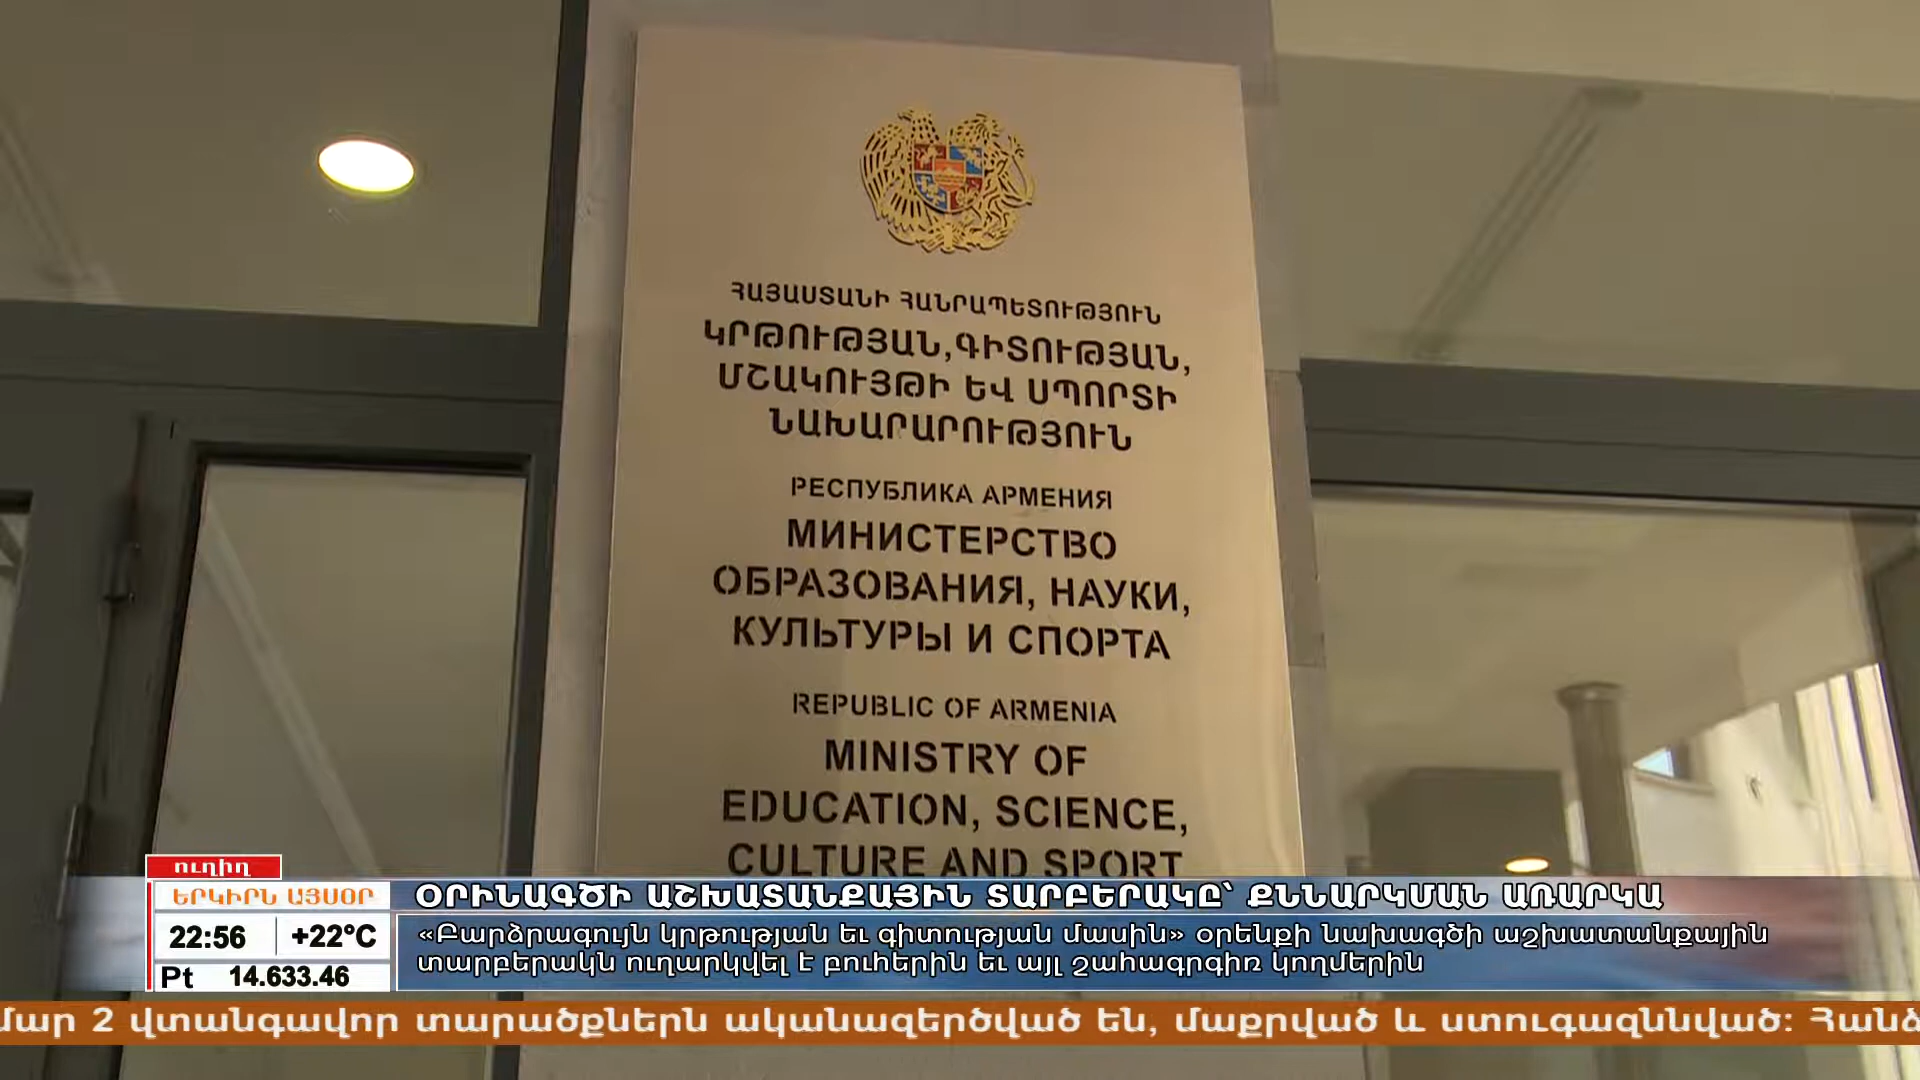 ՀԱՅԱՍՏԱՆԻ ՀԱՆՐԱՊԵՏՈՒԹՅՈՒՆ
ԿՐԹՈՒԹՅԱՆ,ԳԻՏՈՒԹՅԱՆ,
ՄՇԱԿՈՒՅԹԻ ԵՎ ՍՊՈՐՏԻ
ՆԱԽԱՐԱՐՈՒԹՅՈՒՆ
РЕСПУБЛИКА АРМЕНИЯ
МИНИСТЕРСТВО
ОБРАЗОВАНИЯ, НАУКИ,
КУЛЬТУРЫ И СПОРТА
REPUBLIC OF ARMENIA
MINISTRY OF
EDUCATION, SCIENCE,
CULTURE AND SPORT
ուղիղ
ԵՐԿԻՐՆ ԱՅՍՕՐ
22:56 +22°C
Pt 14.633.46
ՕՐԻՆԱԳԾԻ ԱՇԽԱՏԱՆՔԱՅԻՆ ՏԱՐԲԵՐԱԿԸ՝ ՔՆՆԱՐԿՄԱՆ ԱՌԱՐԿԱ
«Բարձրագույն կրթության եւ գիտության մասին» օրենքի նախագծի աշխատանքային
տարբերակն ուղարկվել է բուհերին եւ այլ շահագրգիռ կողմերին
մար 2 վտանգավոր տարածքներն ականազերծված են, մաքրված և ստուգազննված: Հանձ